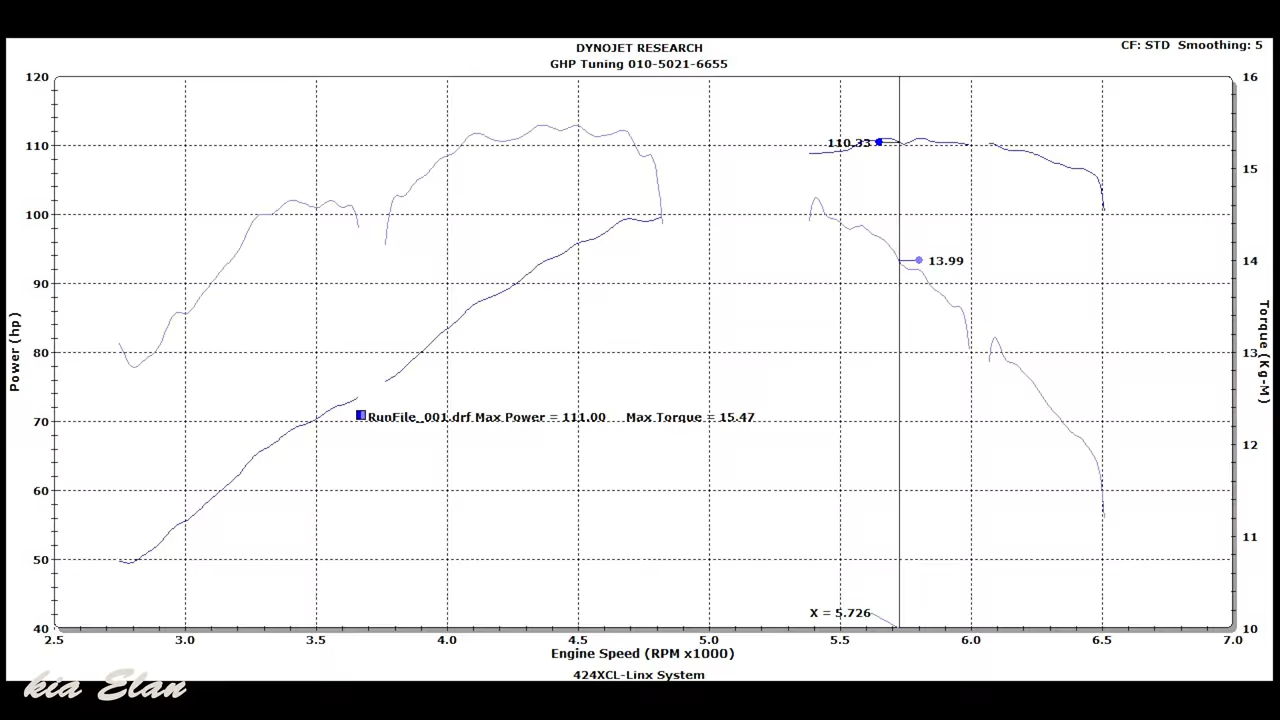 DYNOJET RESEARCH
CF: STD Smoothing: 5
GHP Tuning 010-5021-6655
120
110
100
90
80
70
60
50
40
Power (hp)
16
15
14
13
12
11
10
Torque (Kg-M)
110.33
13.99
RunFile_001.drf Max Power = 111.00 Max Torque = 15.47
X = 5.726
2.5 3.0 3.5 4.0 4.5 5.0 5.5 6.0 6.5 7.0
Engine Speed (RPM x1000)
424XCL-Linx System
kia Elan